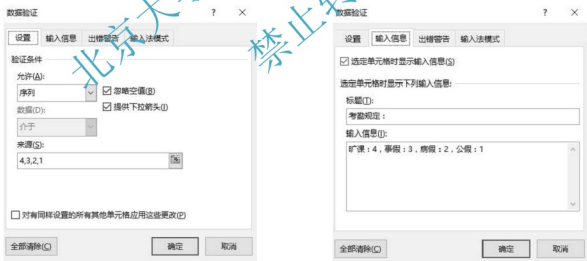 数据验证 ? ×
设置 输入信息 出错警告 输入法模式
验证条件
允许(A):
序列
忽略空值(B)
提供下拉箭头(I)
数据(D):
介于
来源(S):
4,3,2,1
对有同样设置的所有其他单元格应用这些更改(P)
全部清除(C) 确定 取消
数据验证 ? ×
设置 输入信息 出错警告 输入法模式
选定单元格时显示输入信息(S)
选定单元格时显示下列输入信息:
标题(T):
考勤规定：
输入信息(I):
旷课：4，事假：3，病假：2，公假：1
全部清除(C) 确定 取消
北京大
禁止